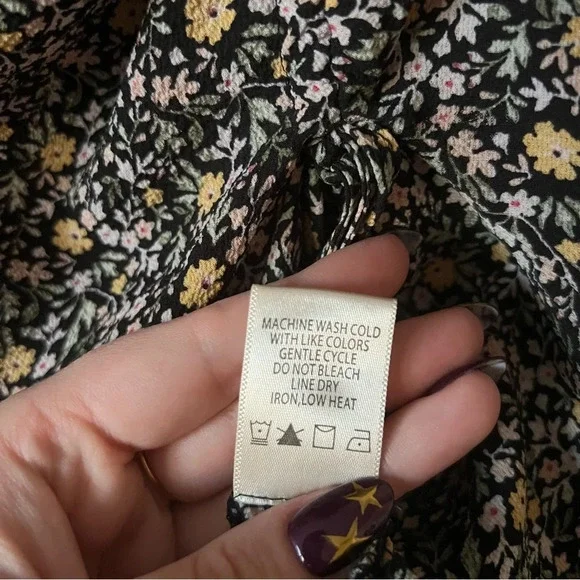 MACHINE WASH COLD
WITH LIKE COLORS
GENTLE CYCLE
DO NOT BLEACH
LINE DRY
IRON,LOW HEAT